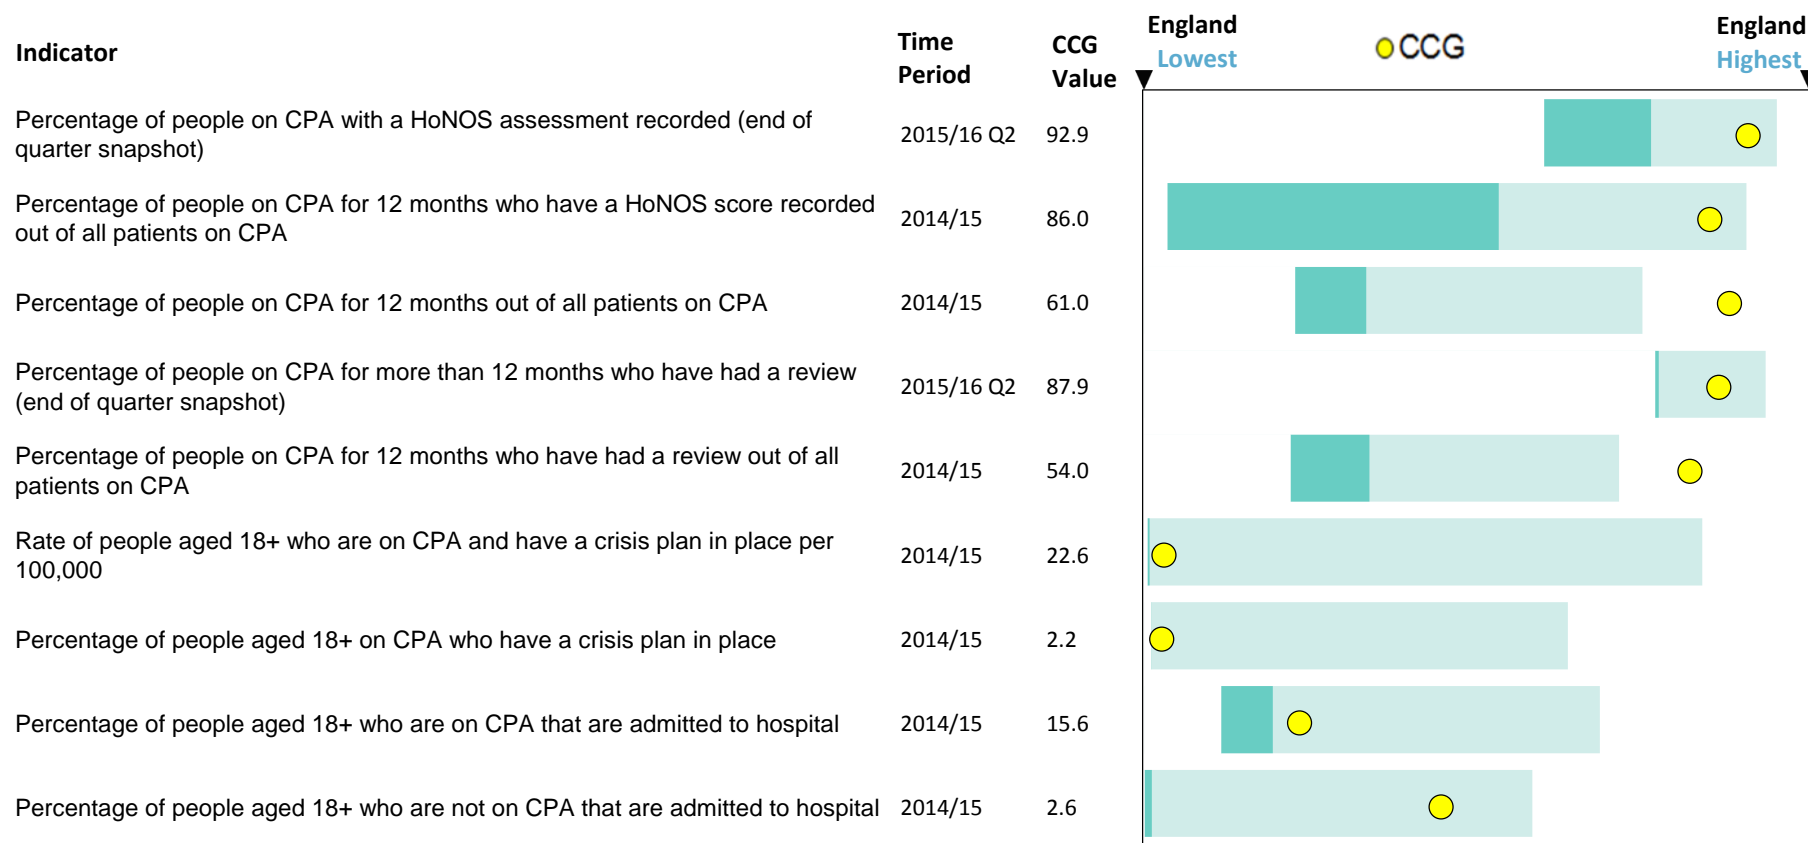 Indicator
Time
Period
CCG
Value
England
Lowest
CCG
England
Highest
Percentage of people on CPA with a HoNOS assessment recorded (end of
quarter snapshot)
2015/16 Q2
92.9
Percentage of people on CPA for 12 months who have a HoNOS score recorded
out of all patients on CPA
2014/15
86.0
Percentage of people on CPA for 12 months out of all patients on CPA
2014/15
61.0
Percentage of people on CPA for more than 12 months who have had a review
(end of quarter snapshot)
2015/16 Q2
87.9
Percentage of people on CPA for 12 months who have had a review out of all
patients on CPA
2014/15
54.0
Rate of people aged 18+ who are on CPA and have a crisis plan in place per
100,000
2014/15
22.6
Percentage of people aged 18+ on CPA who have a crisis plan in place
2014/15
2.2
Percentage of people aged 18+ who are on CPA that are admitted to hospital
2014/15
15.6
Percentage of people aged 18+ who are not on CPA that are admitted to hospital
2014/15
2.6